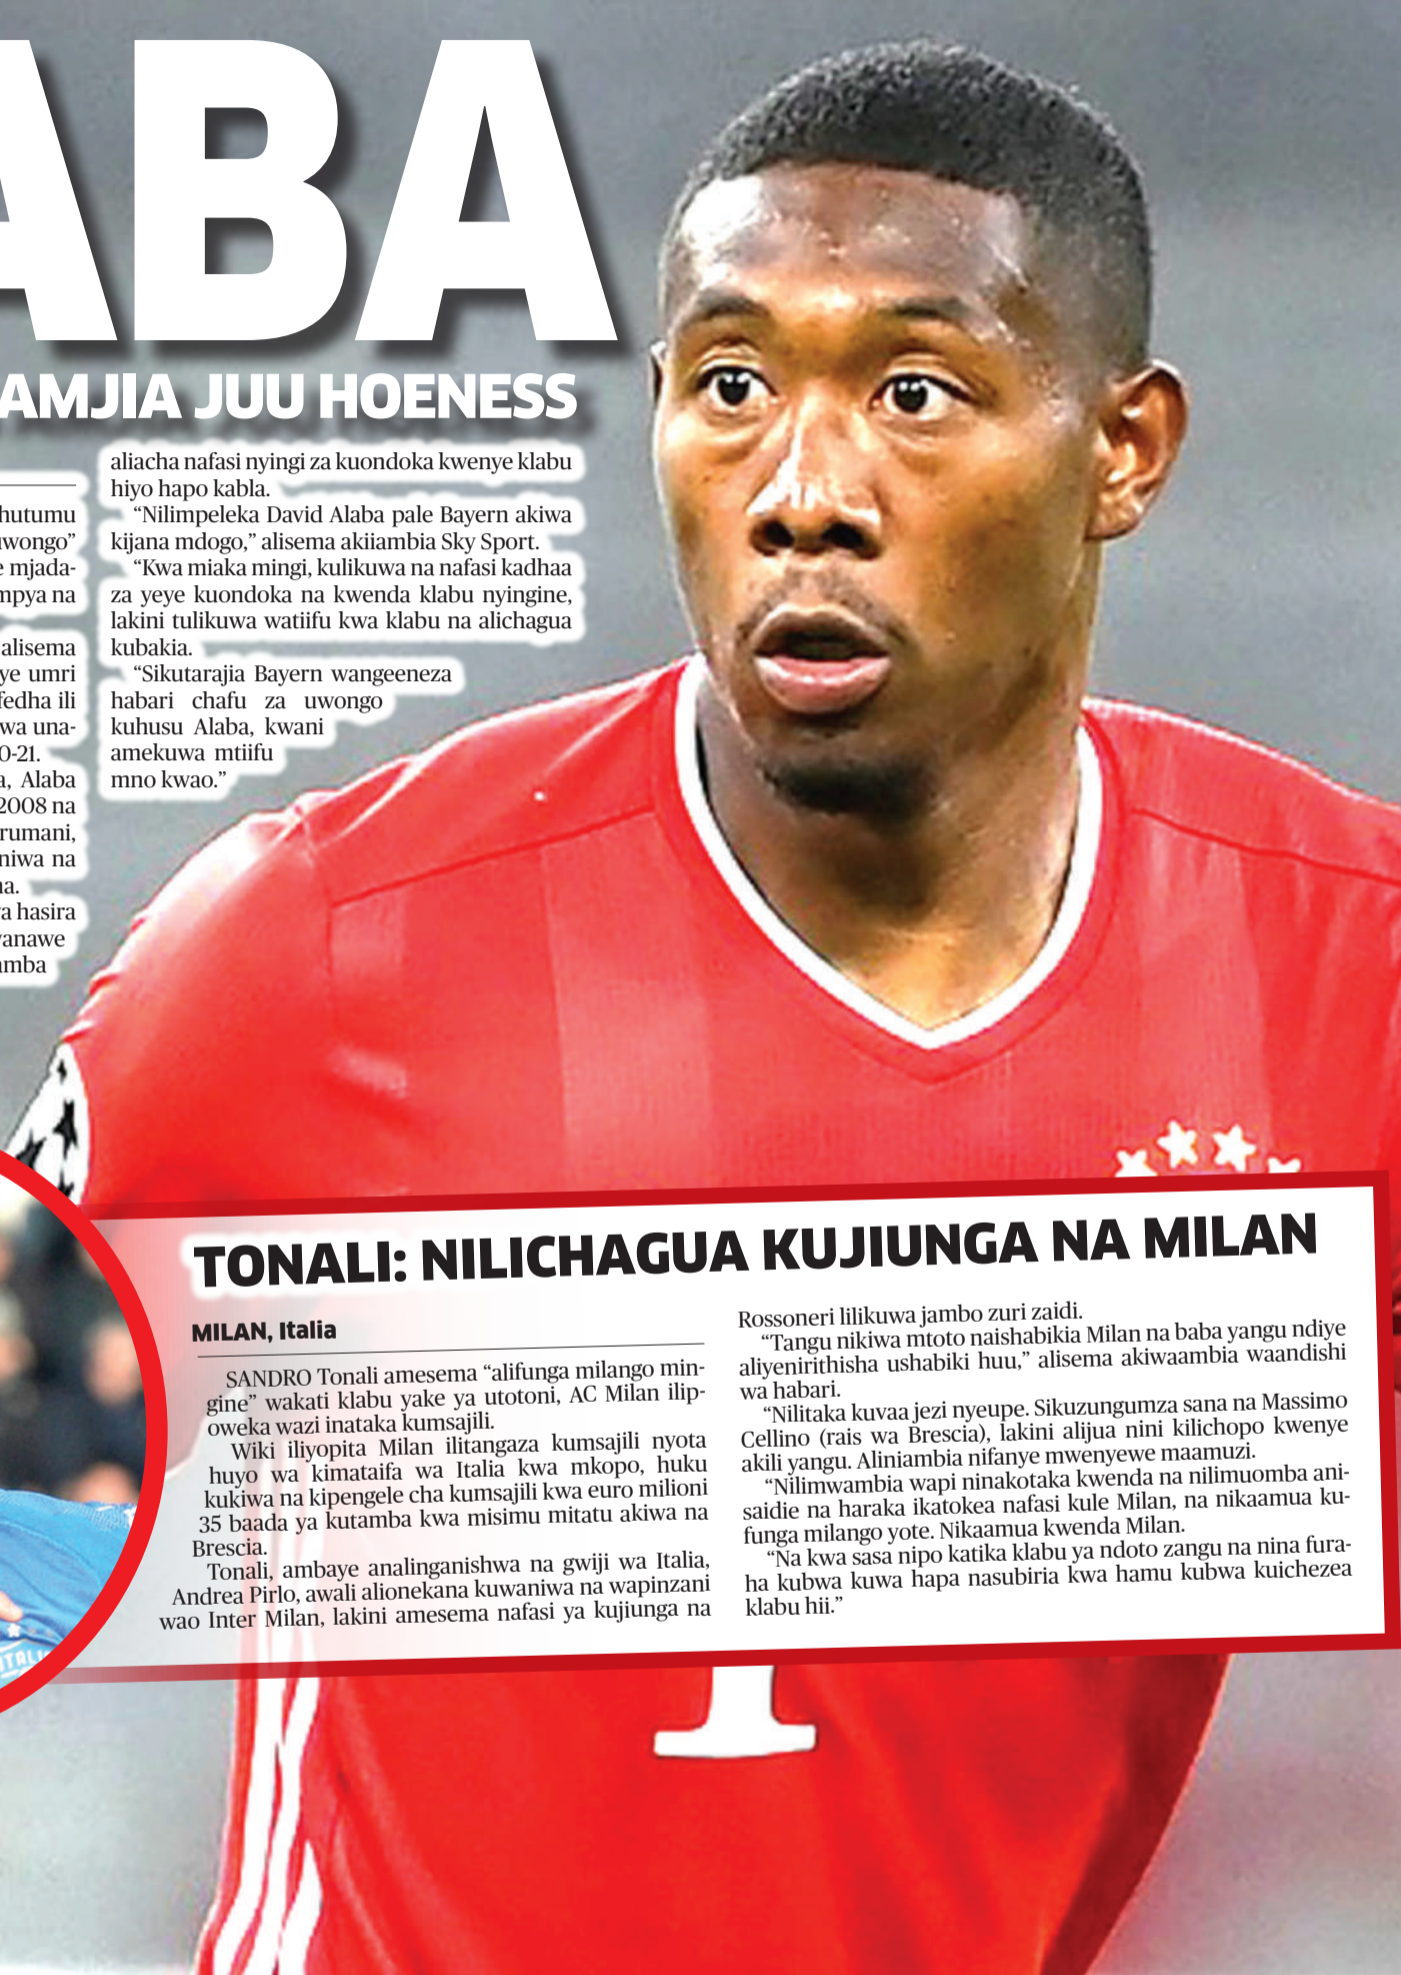 ABA
AMJIA JUU HOENESS
hutumu
uwongo”
e mjada-
mpya na
alisema
ye umri
fedha ili
wa una-
0-21.
a, Alaba
2008 na
rumani,
niwa na
na.
ya hasira
yanawe
amba
aliacha nafasi nyingi za kuondoka kwenye klabu
hiyo hapo kabla.
“Nilimpeleka David Alaba pale Bayern akiwa
kijana mdogo,” alisema akiiambia Sky Sport.
“Kwa miaka mingi, kulikuwa na nafasi kadhaa
za yeye kuondoka na kwenda klabu nyingine,
lakini tulikuwa watiifu kwa klabu na alichagua
kubakia.
“Sikutarajia Bayern wangeeneza
habari chafu za uwongo
kuhusu Alaba, kwani
amekuwa mtiifu
mno kwao.”
TONALI: NILICHAGUA KUJIUNGA NA MILAN
MILAN, Italia
SANDRO Tonali amesema “alifunga milango min-
gine” wakati klabu yake ya utotoni, AC Milan ilip-
oweka wazi inataka kumsajili.
Wiki iliyopita Milan ilitangaza kumsajili nyota
huyo wa kimataifa wa Italia kwa mkopo, huku
kukiwa na kipengele cha kumsajili kwa euro milioni
35 baada ya kutamba kwa misimu mitatu akiwa na
Brescia.
Tonali, ambaye analinganishwa na gwiji wa Italia,
Andrea Pirlo, awali alionekana kuwaniwa na wapinzani
wao Inter Milan, lakini amesema nafasi ya kujiunga na
Rossoneri lilikuwa jambo zuri zaidi.
“Tangu nikiwa mtoto naishabikia Milan na baba yangu ndiye
aliyenirithisha ushabiki huu,” alisema akiwaambia waandishi
wa habari.
“Nilitaka kuvaa jezi nyeupe. Sikuzungumza sana na Massimo
Cellino (rais wa Brescia), lakini alijua nini kilichopo kwenye
akili yangu. Aliniambia nifanye mwenyewe maamuzi.
“Nilimwambia wapi ninakotaka kwenda na nilimuomba ani-
saidie na haraka ikatokea nafasi kule Milan, na nikaamua ku-
funga milango yote. Nikaamua kwenda Milan.
“Na kwa sasa nipo katika klabu ya ndoto zangu na nina fura-
ha kubwa kuwa hapa nasubiria kwa hamu kubwa kuichezea
klabu hii.”